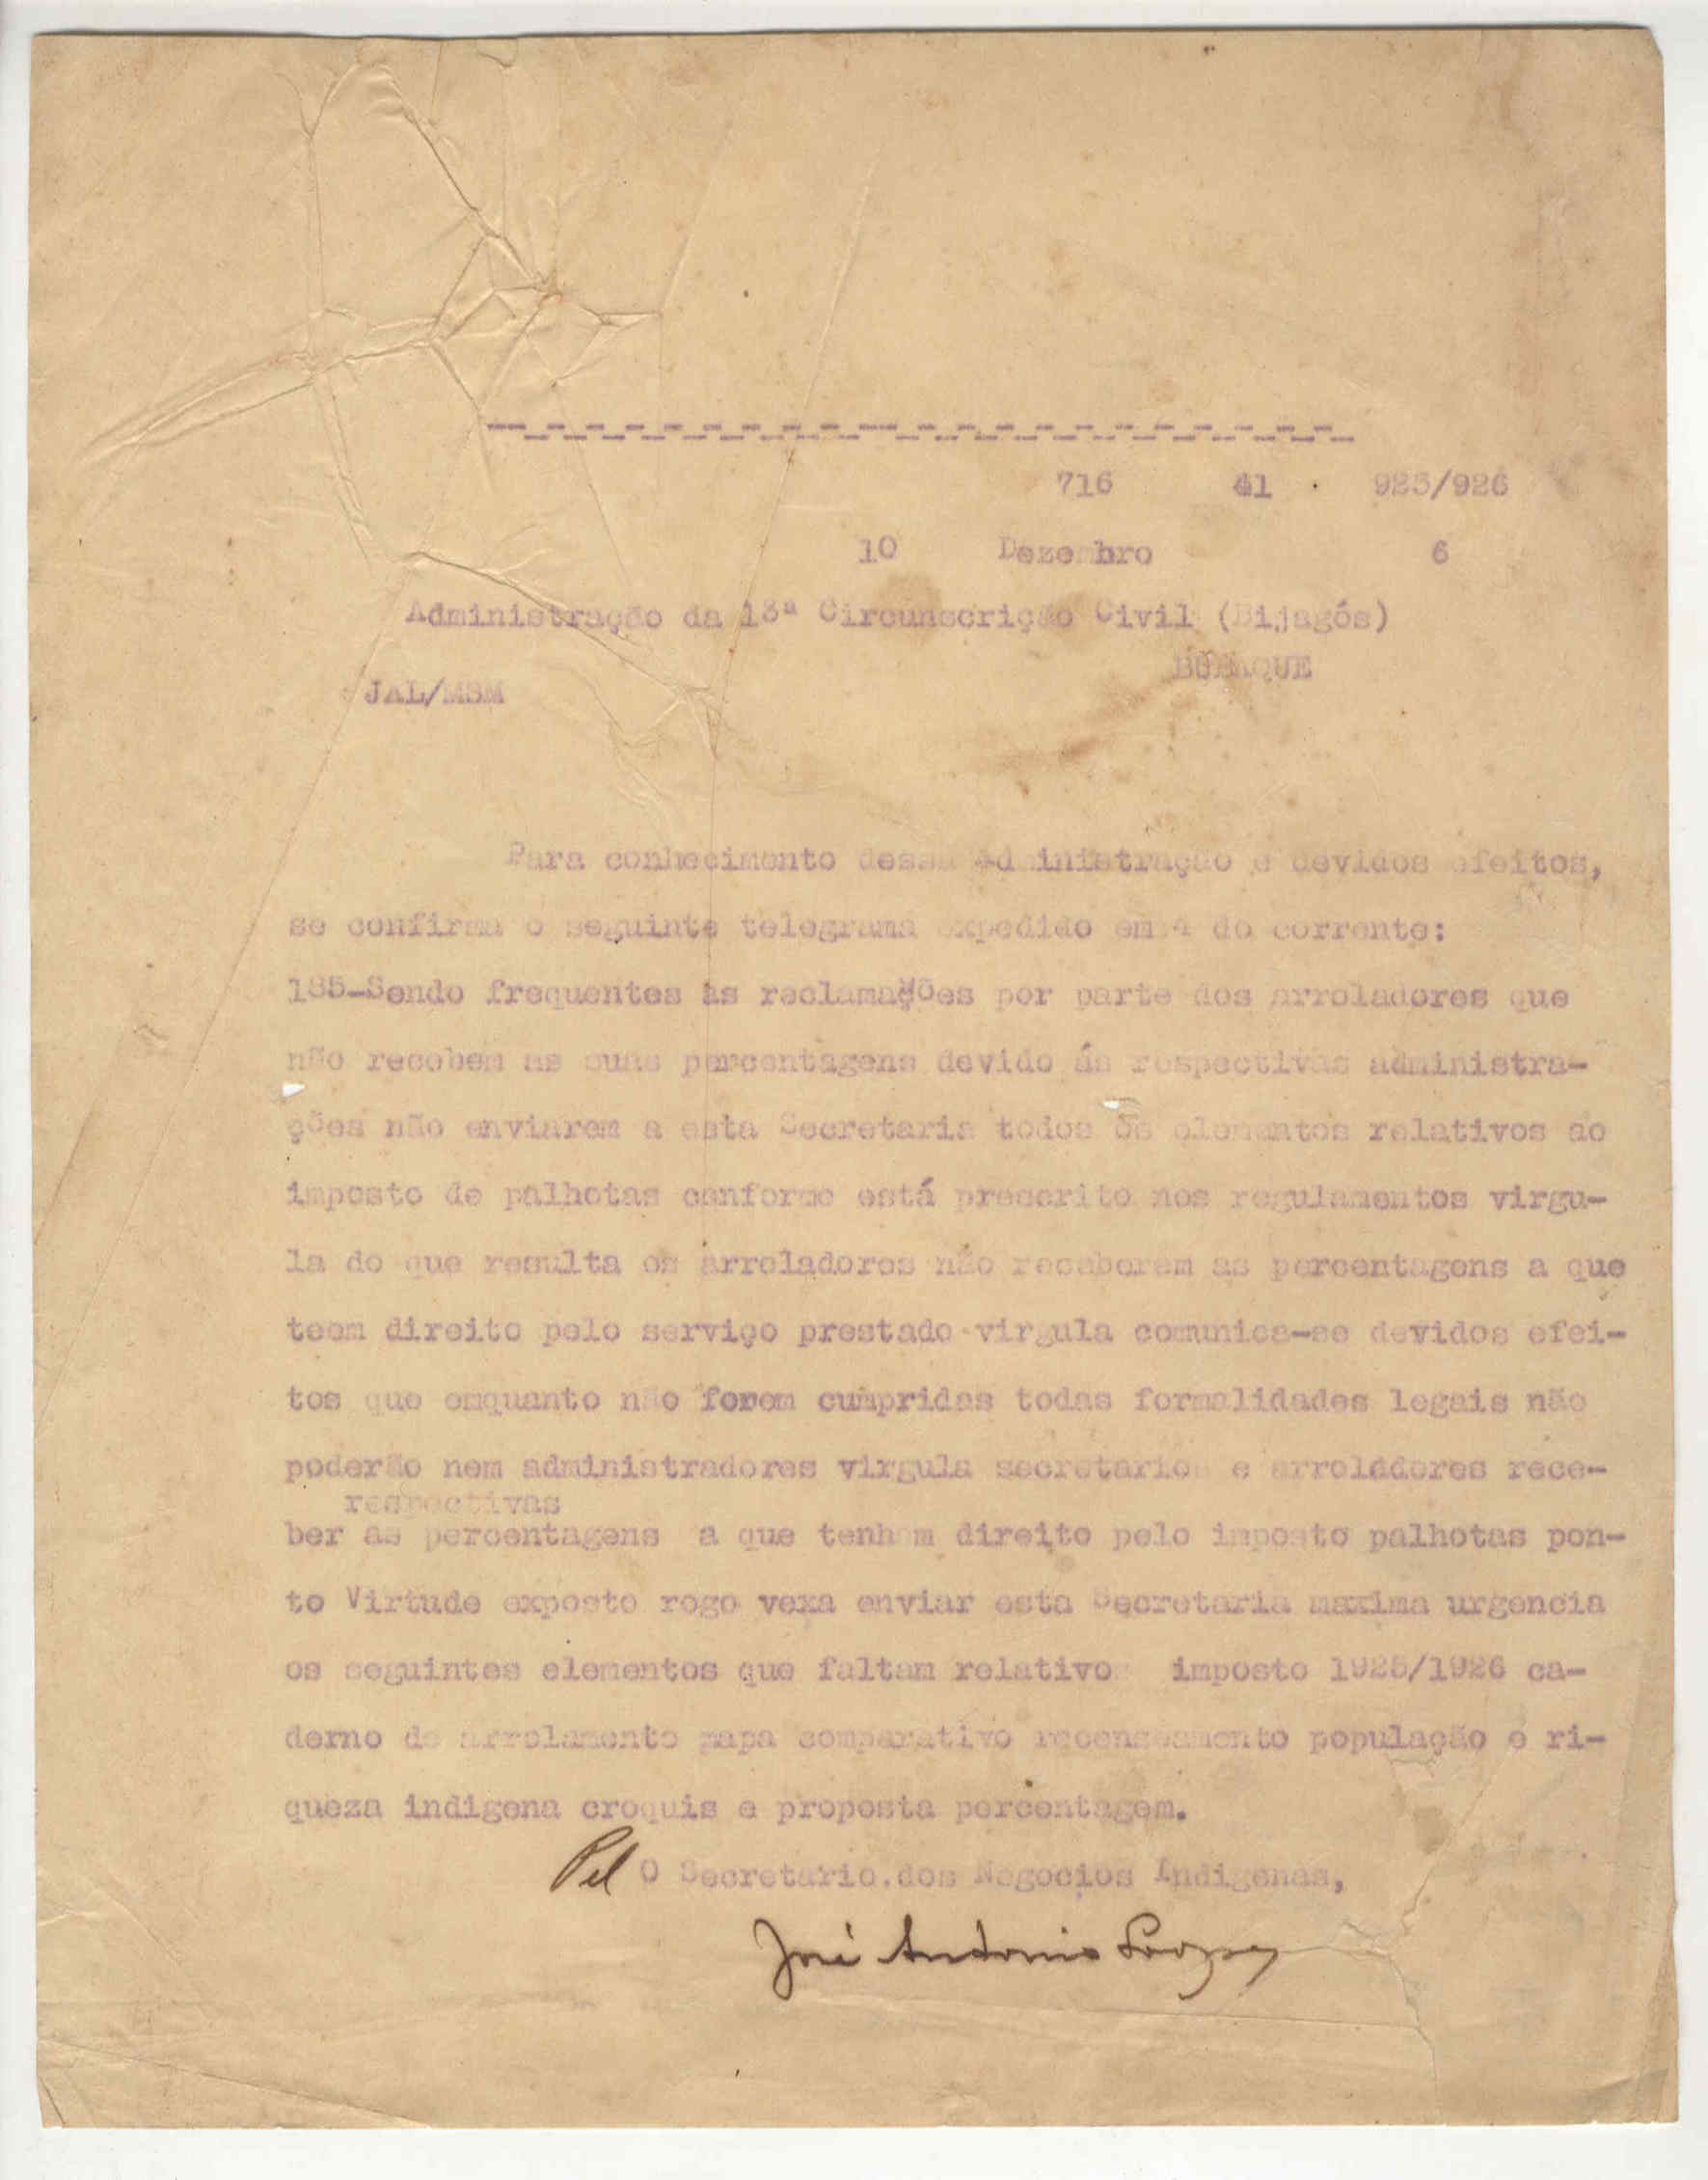 716 41 925/926
10 Dezembro 6
Administração da 13ª Circunscrição Civil (Bijagós)
BUBAQUE
JAL/MSM
Para conhecimento dessa Administração e devidos efeitos,
se confirma o seguinte telegrama expedido em 4 do corrente:
185-Sendo frequentes as reclamações por parte dos arroladores que
não recebem as suas percentagens devido ás respectivas administra-
ções não enviarem a esta Secretaria todos os elementos relativos ao
imposto de palhotas conforme está prescrito nos regulamentos virgu-
la do que resulta os arroladores não receberem as percentagens a que
teem direito pelo serviço prestado virgula comunica-se devidos efei-
tos que emquanto não forem cumpridas todas formalidades legais não
poderão nem administradores virgula secretarios e arroladores rece-
respectivas
ber as percentagens a que tenham direito pelo imposto palhotas pon-
to Virtude exposto rogo vexa enviar esta Secretaria maxima urgencia
os seguintes elementos que faltam relativos imposto 1925/1926 ca-
derno de arrolamento mapa comparativo recenseamento população e ri-
queza indigena croquis e proposta percentagem.
Pel O Secretario.dos Negocios Indigenas,
José Antonio